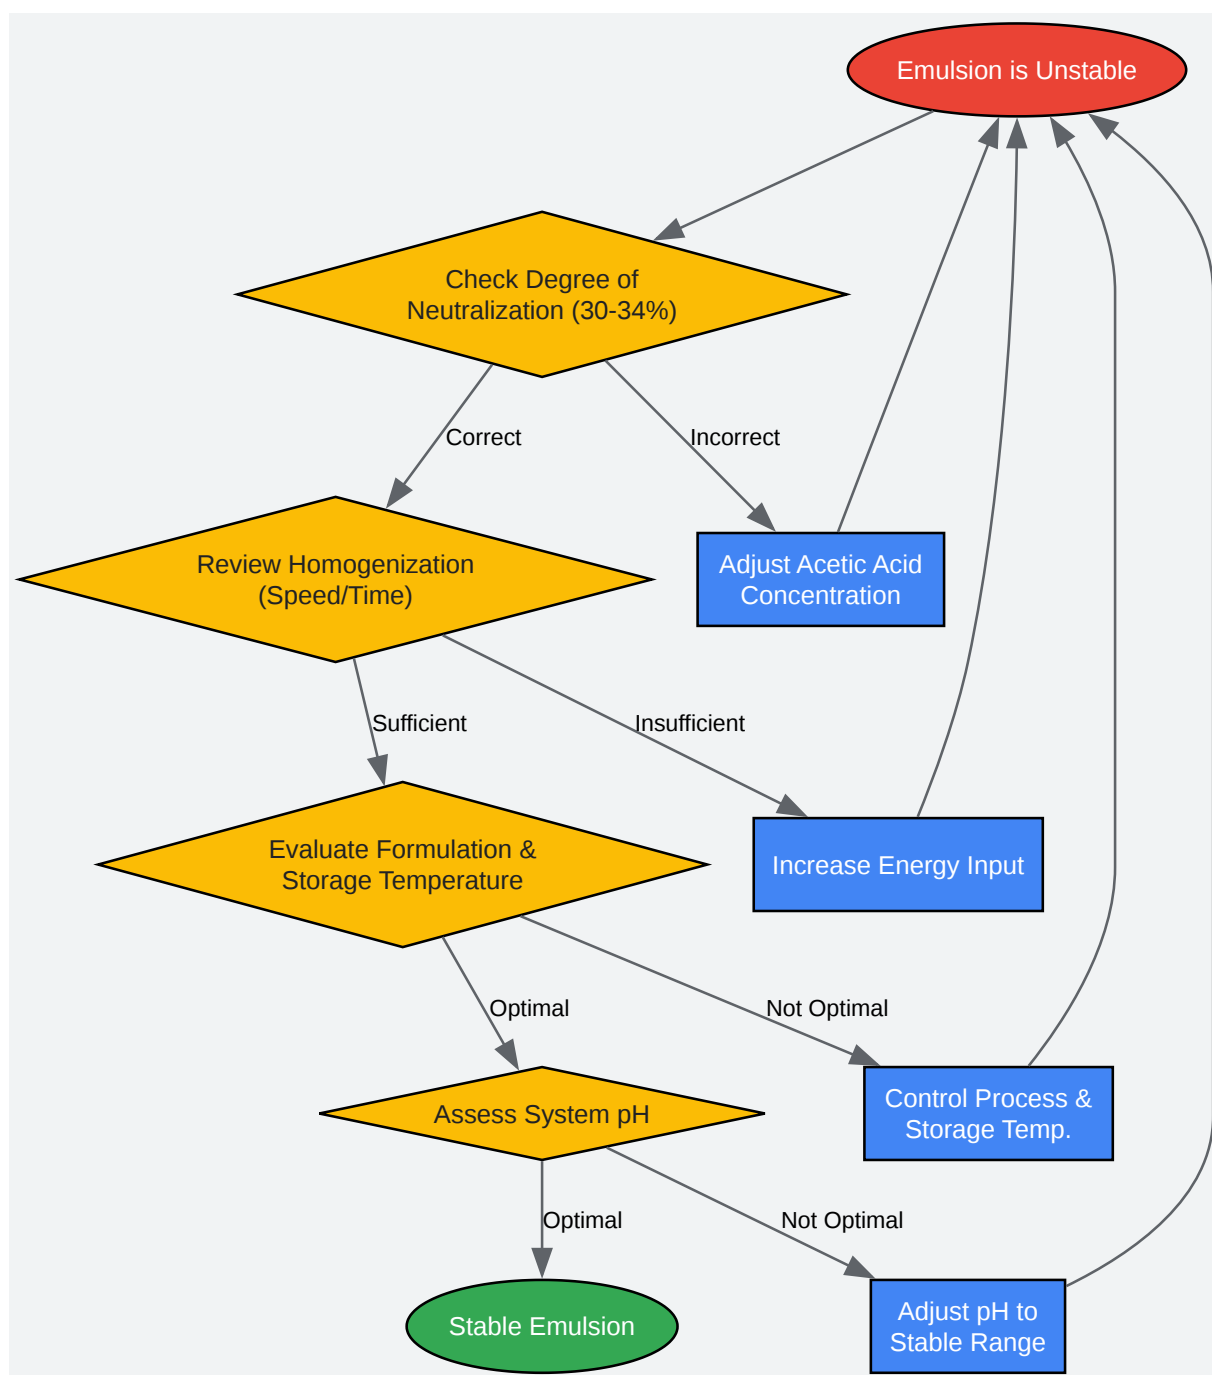 Emulsion is Unstable
Check Degree of
Neutralization (30-34%)
Correct
Incorrect
Review Homogenization
(Speed/Time)
Adjust Acetic Acid
Concentration
Sufficient
Insufficient
Evaluate Formulation &
Storage Temperature
Increase Energy Input
Optimal
Not Optimal
Assess System pH
Control Process &
Storage Temp.
Optimal
Not Optimal
Stable Emulsion
Adjust pH to
Stable Range